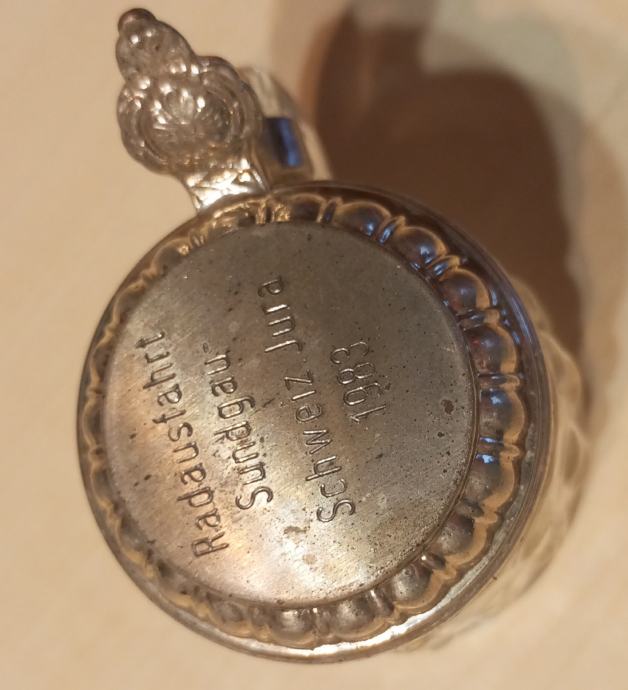 Radausfahrt
Sundgau-
Schweiz Jura
1983